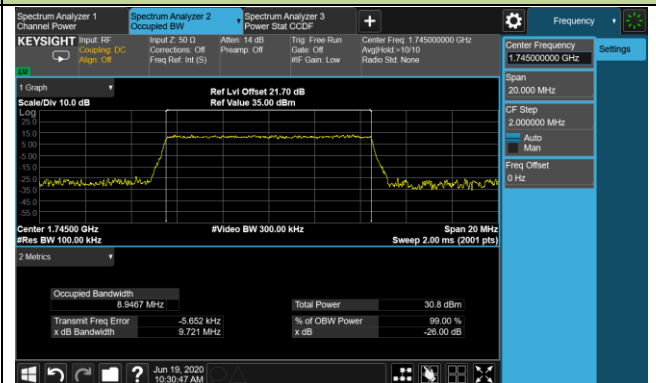 Spectrum Analyzer 1
Channel Power
Spectrum Analyzer 2
Occupied BW
Spectrum Analyzer 3
Power Stat CCDF
+
Frequency
KEYSIGHT
Input: RF
Coupling: DC
Align: Off
Input Z: 50 Ω
Corrections: Off
Freq Ref: Int (S)
Atten: 14 dB
Preamp: Off
Trig: Free Run
Gate: Off
#IF Gain: Low
Center Freq: 1.745000000 GHz
Avg|Hold:>10/10
Radio Std: None
LW
Center Frequency
1.745000000 GHz
Settings
Span
20.000 MHz
CF Step
2.000000 MHz
Auto
Man
Freq Offset
0 Hz
1 Graph
Scale/Div 10.0 dB
Ref Lvl Offset 21.70 dB
Ref Value 35.00 dBm
Log
25.0
15.0
5.00
-5.00
-15.0
-25.0
-35.0
-45.0
-55.0
Center 1.74500 GHz
#Res BW 100.00 kHz
#Video BW 300.00 kHz
Span 20 MHz
Sweep 2.00 ms (2001 pts)
2 Metrics
Occupied Bandwidth
8.9467 MHz
Total Power 30.8 dBm
Transmit Freq Error -5.652 kHz
% of OBW Power 99.00 %
x dB Bandwidth 9.721 MHz
x dB -26.00 dB
?
Jun 19, 2020
10:30:47 AM